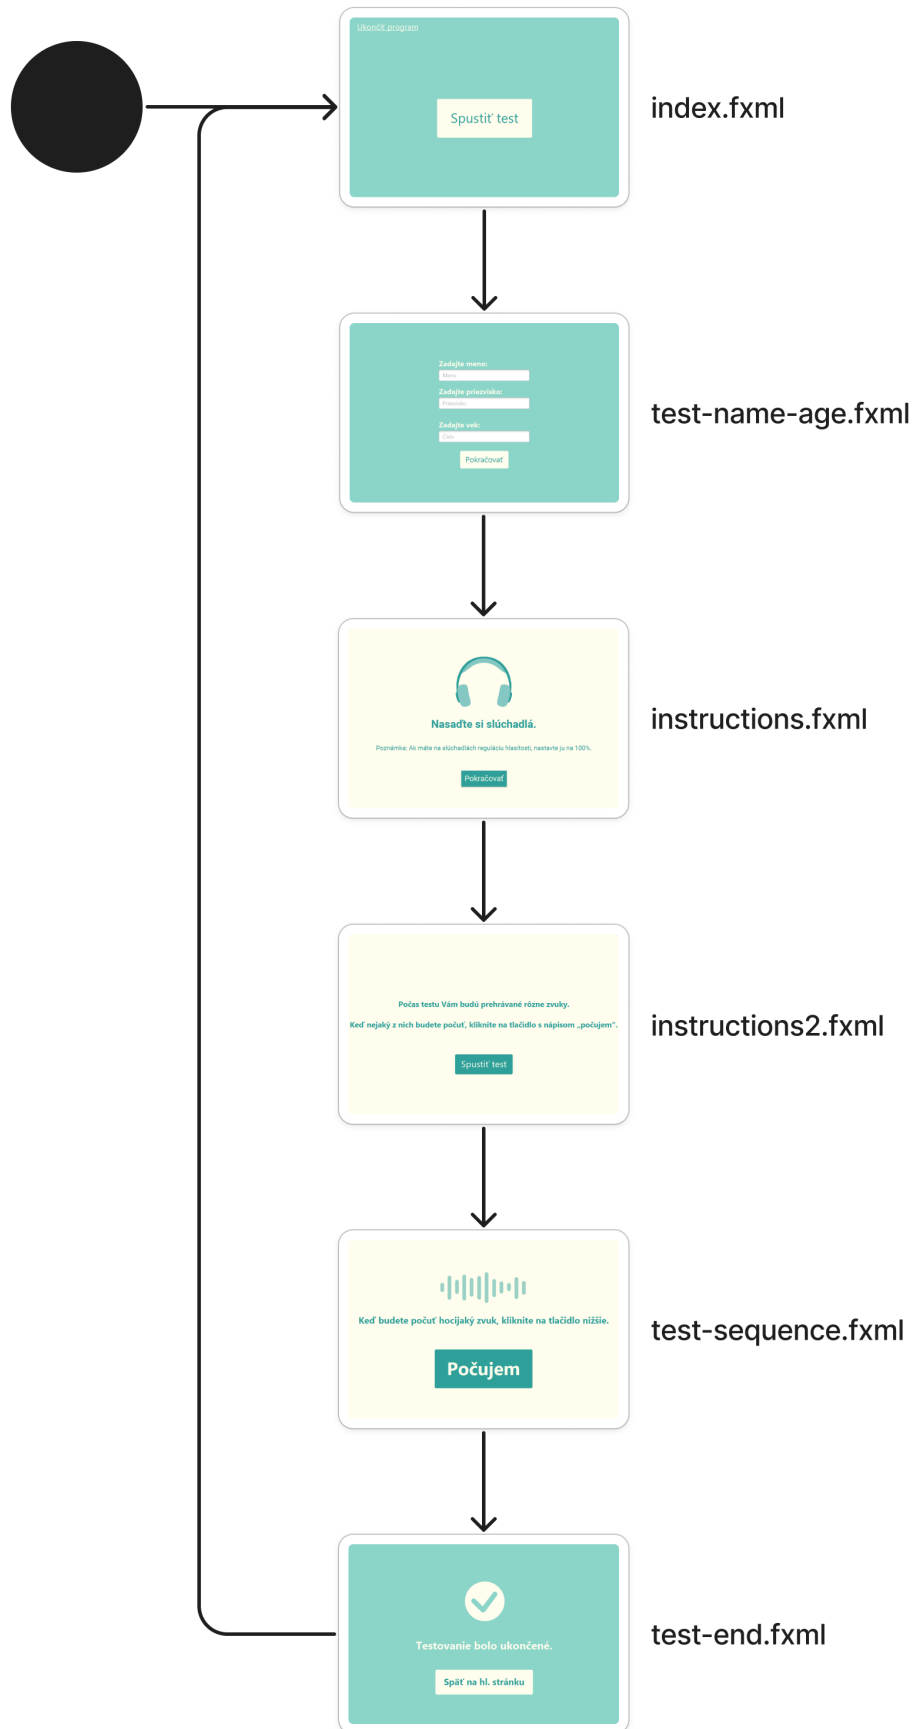 Ukončiť program
Spustiť test
index.fxml
Zadajte meno:
Meno
Zadajte priezvisko:
Priezvisko
Zadajte vek:
Číslo
Pokračovať
test-name-age.fxml
Nasaďte si slúchadlá.
Poznámka: Ak máte na slúchadlách reguláciu hlasitosti, nastavte ju na 100%.
Pokračovať
instructions.fxml
Počas testu Vám budú prehrávané rôzne zvuky.
Keď nejaký z nich budete počuť, kliknite na tlačidlo s nápisom „počujem“.
Spustiť test
instructions2.fxml
Keď budete počuť hocijaký zvuk, kliknite na tlačidlo nižšie.
Počujem
test-sequence.fxml
Testovanie bolo ukončené.
Späť na hl. stránku
test-end.fxml